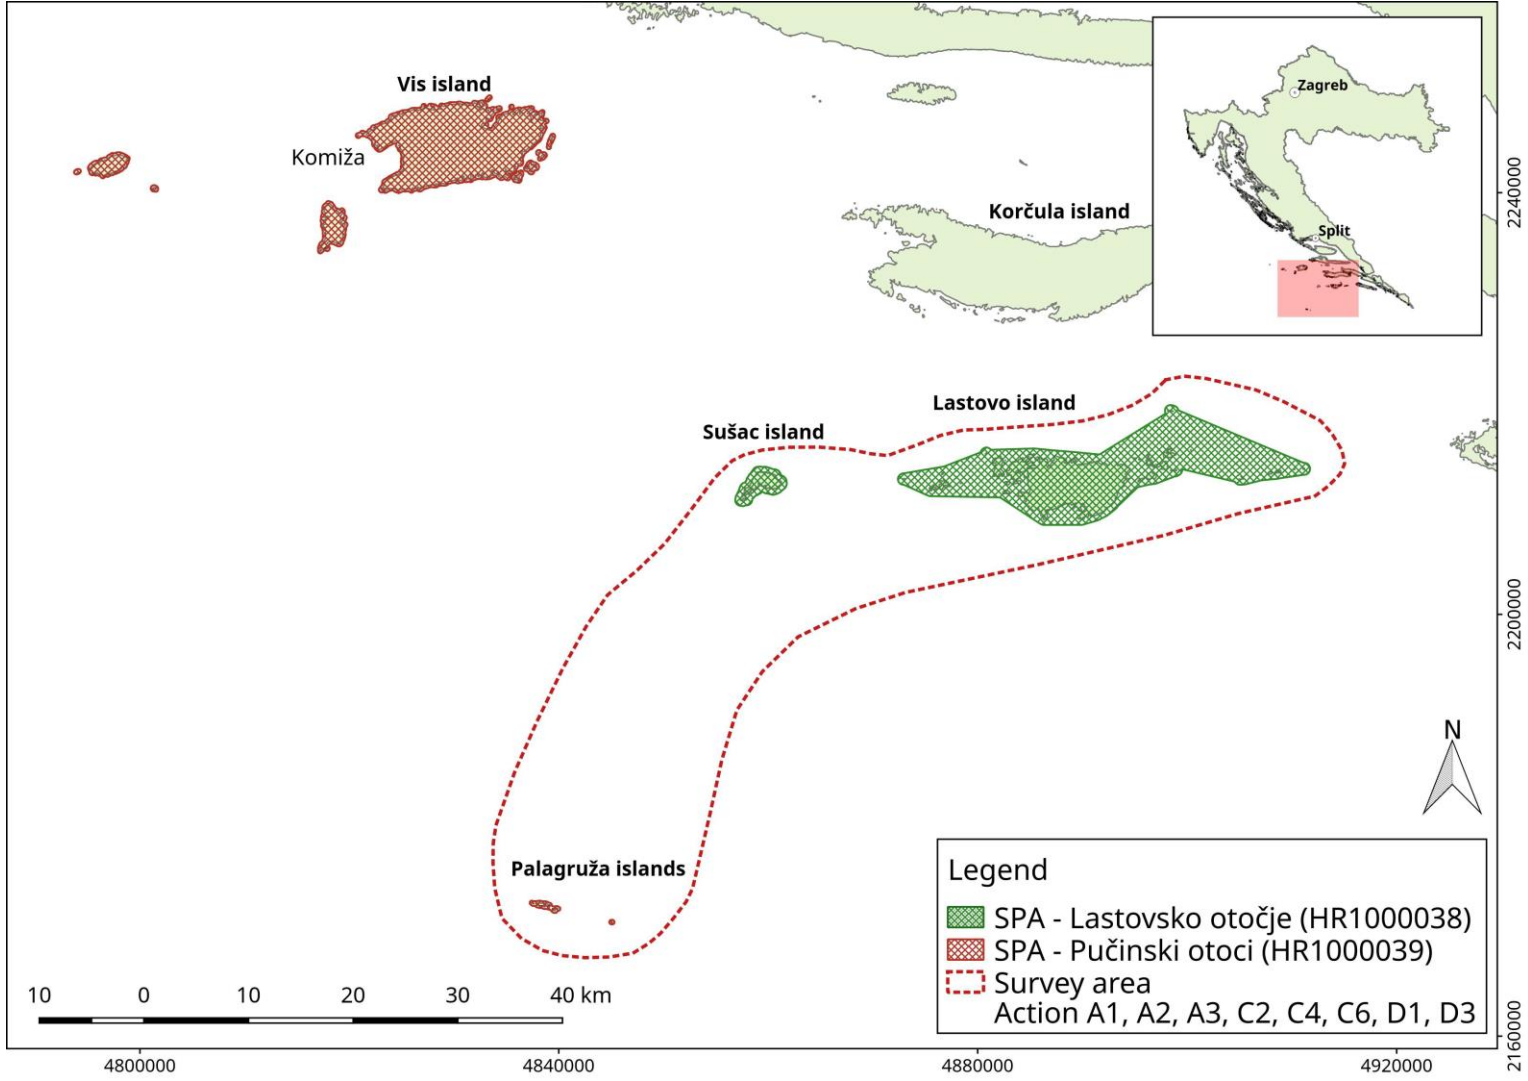 Vis island
Komiža
Korčula island
Zagreb
Split
Lastovo island
Sušac island
Palagruža islands
N
Legend
SPA - Lastovsko otočje (HR1000038)
SPA - Pučinski otoci (HR1000039)
Survey area
Action A1, A2, A3, C2, C4, C6, D1, D3
10 0 10 20 30 40 km
4800000 4840000 4880000 4920000
2240000
2200000
2160000